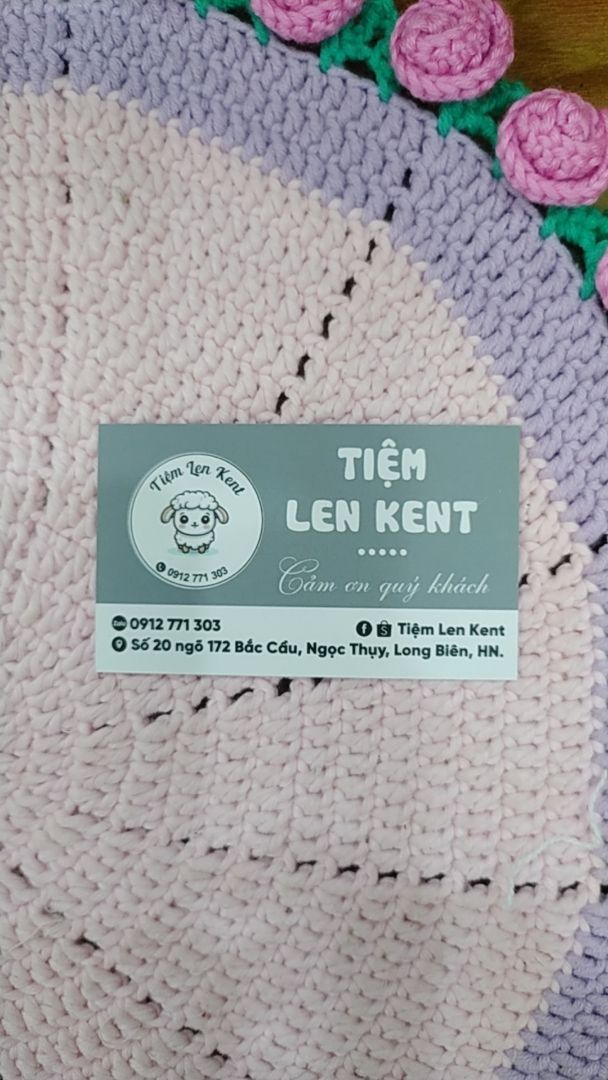 Tiệm Len Kent
0912 771 303
TIỆM
LEN KENT
Cảm ơn quý khách
Zalo 0912 771 303
Tiệm Len Kent
Số 20 ngõ 172 Bắc Cầu, Ngọc Thụy, Long Biên, HN.